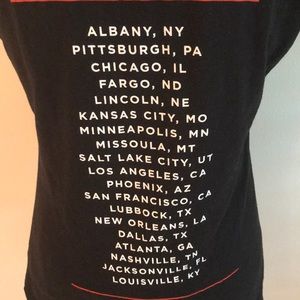 ALBANY, NY
PITTSBURGH, PA
CHICAGO, IL
FARGO, ND
LINCOLN, NE
KANSAS CITY, MO
MINNEAPOLIS, MN
MISSOULA, MT
SALT LAKE CITY, UT
LOS ANGELES, CA
PHOENIX, AZ
SAN FRANCISCO, CA
LUBBOCK, TX
NEW ORLEANS, LA
DALLAS, TX
ATLANTA, GA
NASHVILLE, TN
JACKSONVILLE, FL
LOUISVILLE, KY